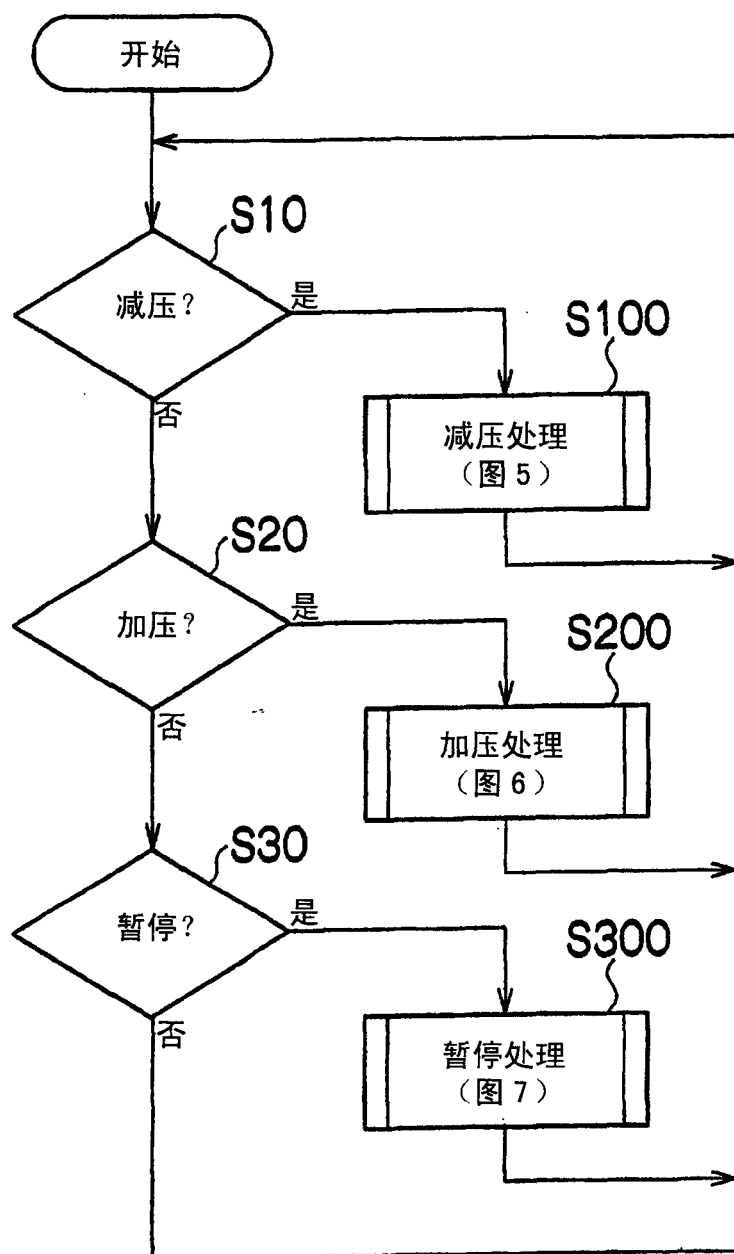 开始
S10
减压？
是
否
S100
减压处理
（图5）
S20
加压？
是
否
S200
加压处理
（图6）
S30
暂停？
是
否
S300
暂停处理
（图7）